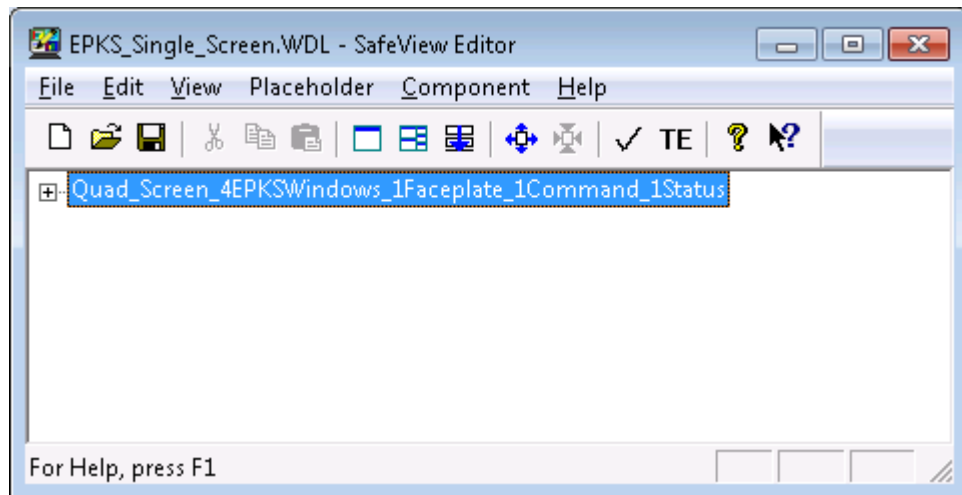 EPKS_Single_Screen.WDL - SafeView Editor
File Edit View Placeholder Component Help
TE ? ?
Quad_Screen_4EPKSWindows_1Faceplate_1Command_1Status
For Help, press F1